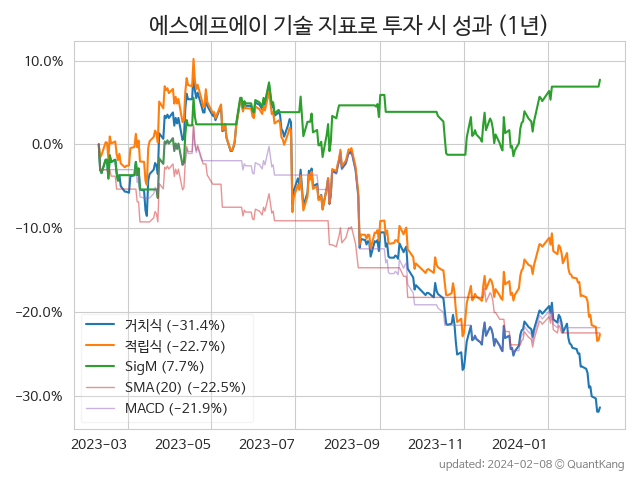 에스에프에이 기술 지표로 투자 시 성과 (1년)
10.0%
0.0%
−10.0%
−20.0%
−30.0%
거치식 (−31.4%)
적립식 (−22.7%)
SigM (7.7%)
SMA(20) (−22.5%)
MACD (−21.9%)
2023-03 2023-05 2023-07 2023-09 2023-11 2024-01
updated: 2024-02-08 © QuantKang